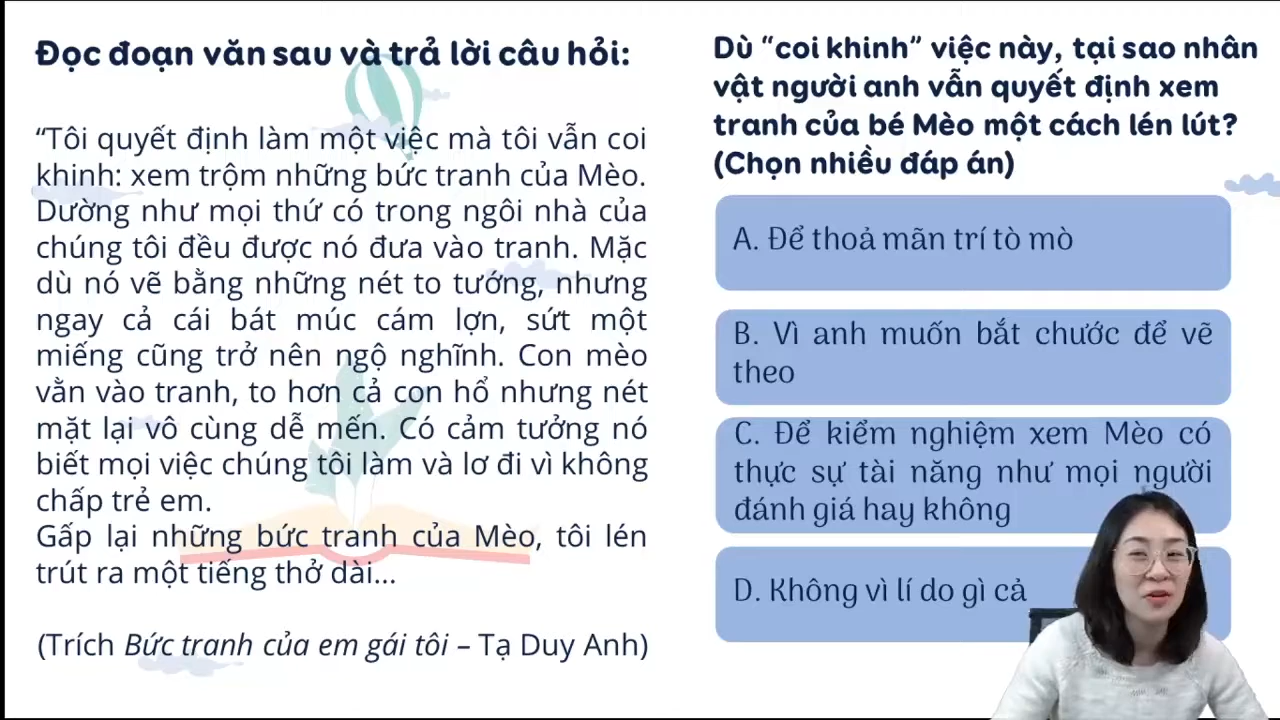 Đọc đoạn văn sau và trả lời câu hỏi:
“Tôi quyết định làm một việc mà tôi vẫn coi
khinh: xem trộm những bức tranh của Mèo.
Dường như mọi thứ có trong ngôi nhà của
chúng tôi đều được nó đưa vào tranh. Mặc
dù nó vẽ bằng những nét to tướng, nhưng
ngay cả cái bát múc cám lợn, sứt một
miếng cũng trở nên ngộ nghĩnh. Con mèo
vằn vào tranh, to hơn cả con hổ nhưng nét
mặt lại vô cùng dễ mến. Có cảm tưởng nó
biết mọi việc chúng tôi làm và lơ đi vì không
chấp trẻ em.
Gấp lại những bức tranh của Mèo, tôi lén
trút ra một tiếng thở dài...
(Trích Bức tranh của em gái tôi – Tạ Duy Anh)
Dù “coi khinh” việc này, tại sao nhân
vật người anh vẫn quyết định xem
tranh của bé Mèo một cách lén lút?
(Chọn nhiều đáp án)
A. Để thoả mãn trí tò mò
B. Vì anh muốn bắt chước để vẽ
theo
C. Để kiểm nghiệm xem Mèo có
thực sự tài năng như mọi người
đánh giá hay không
D. Không vì lí do gì cả